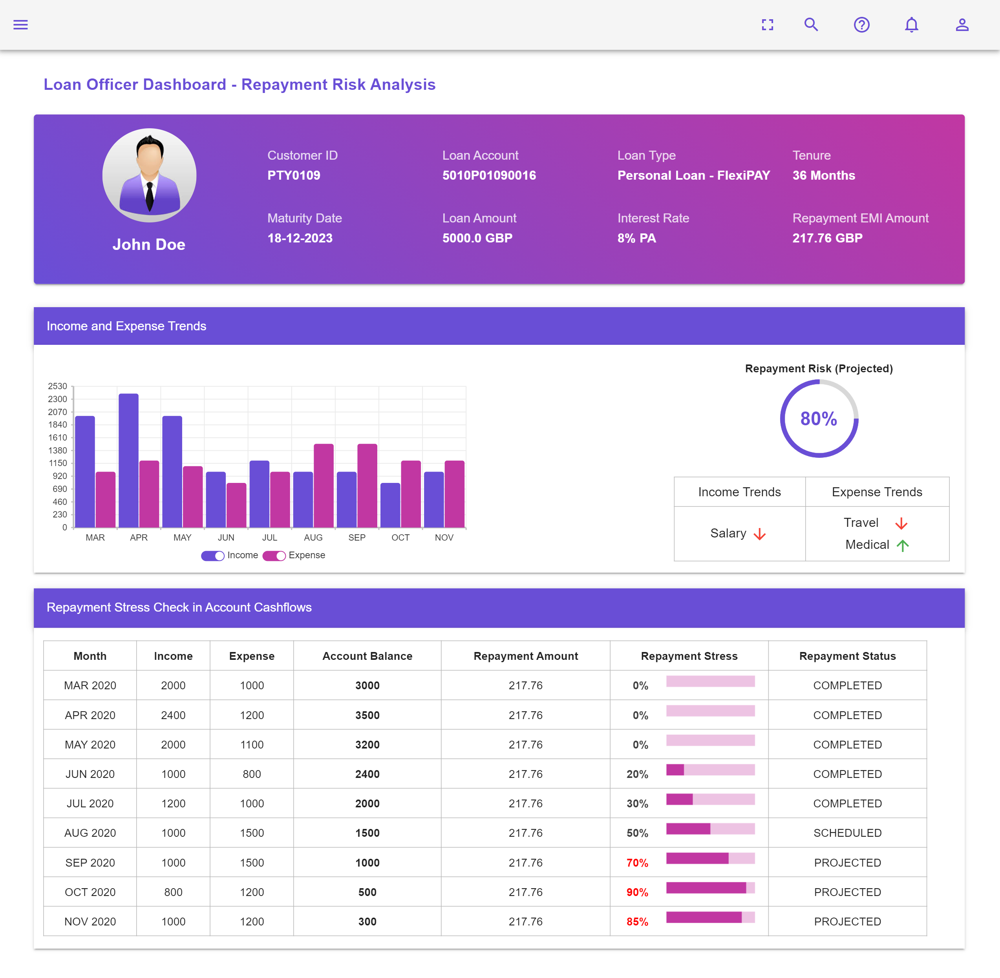 Loan Officer Dashboard - Repayment Risk Analysis
Customer ID Loan Account Loan Type Tenure
PTY0109 5010P01090016 Personal Loan - FlexiPAY 36 Months
Maturity Date Loan Amount Interest Rate Repayment EMI Amount
18-12-2023 5000.0 GBP 8% PA 217.76 GBP
John Doe
Income and Expense Trends
2530
2300
2070
1840
1610
1380
1150
920
690
460
230
0
MAR APR MAY JUN JUL AUG SEP OCT NOV
Income Expense
Repayment Risk (Projected)
80%
Income Trends Expense Trends
Salary
Travel
Medical
Repayment Stress Check in Account Cashflows
Month Income Expense Account Balance Repayment Amount Repayment Stress Repayment Status
MAR 2020 2000 1000 3000 217.76 0% COMPLETED
APR 2020 2400 1200 3500 217.76 0% COMPLETED
MAY 2020 2000 1100 3200 217.76 0% COMPLETED
JUN 2020 1000 800 2400 217.76 20% COMPLETED
JUL 2020 1200 1000 2000 217.76 30% COMPLETED
AUG 2020 1000 1500 1500 217.76 50% SCHEDULED
SEP 2020 1000 1500 1000 217.76 70% PROJECTED
OCT 2020 800 1200 500 217.76 90% PROJECTED
NOV 2020 1000 1200 300 217.76 85% PROJECTED